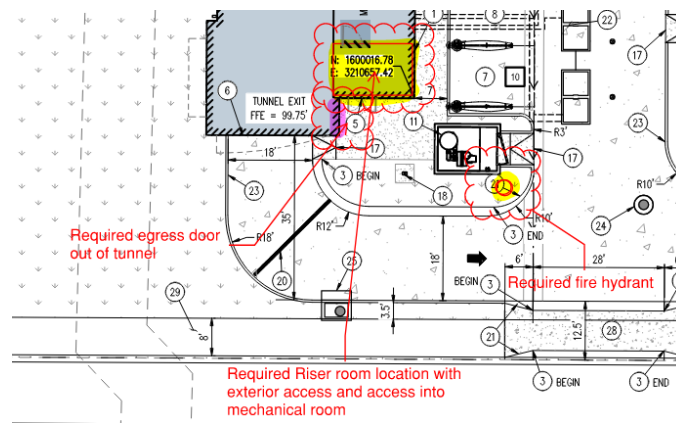 1
8
22
M
N: 1600016.78
E: 3210657.42
17
7
10
7
TUNNEL EXIT
FFE = 99.75'
6
5
11
R3'
23
18'
17
17
3 BEGIN
18
23
35'
R10'
R10'
R18'
R12'
3 END
24
Required egress door
out of tunnel
18'
6'
28'
20
25
BEGIN
Required fire hydrant
3
3
29
8'
3.5'
21
12.5'
28
3 BEGIN
3 END
Required Riser room location with
exterior access and access into
mechanical room